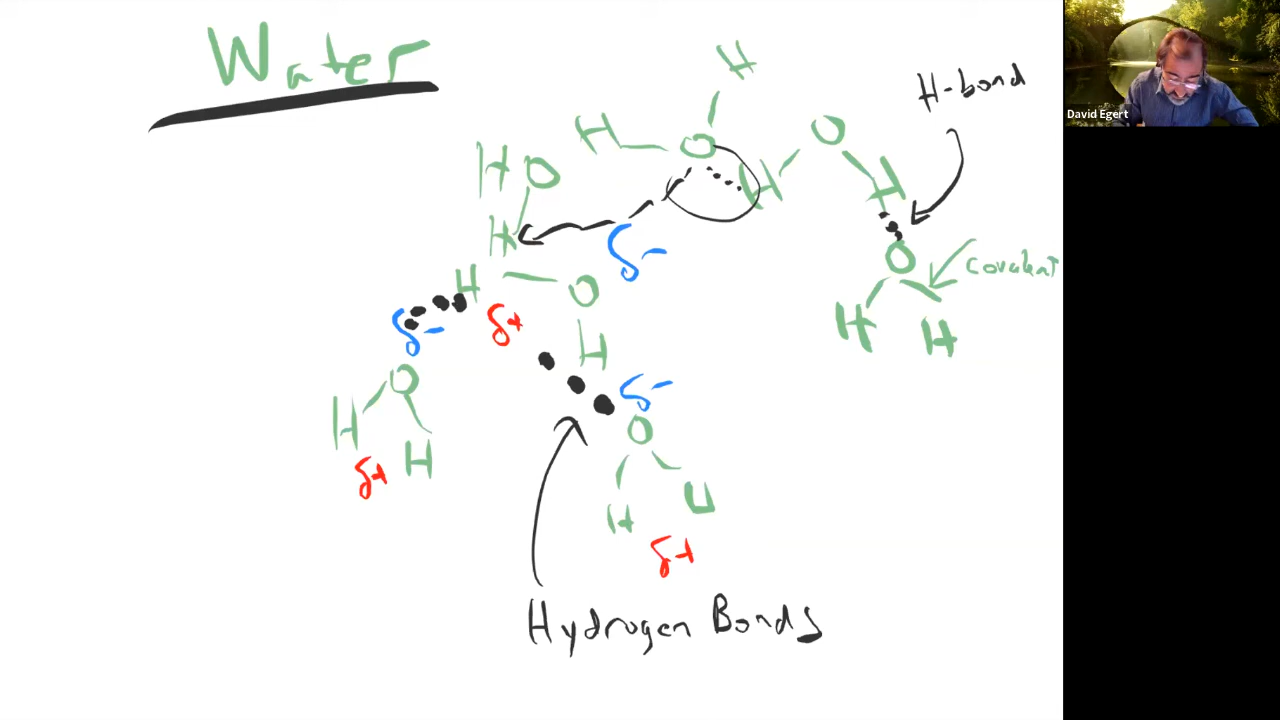 Water
H
H O H O
H-bond
H O
H
H
δ-
H O
δ-
δ+
O
covalent
H
H H
δ-
O
O
H
H
δ+
H
H
H
δ+
Hydrogen Bonds
David Egert